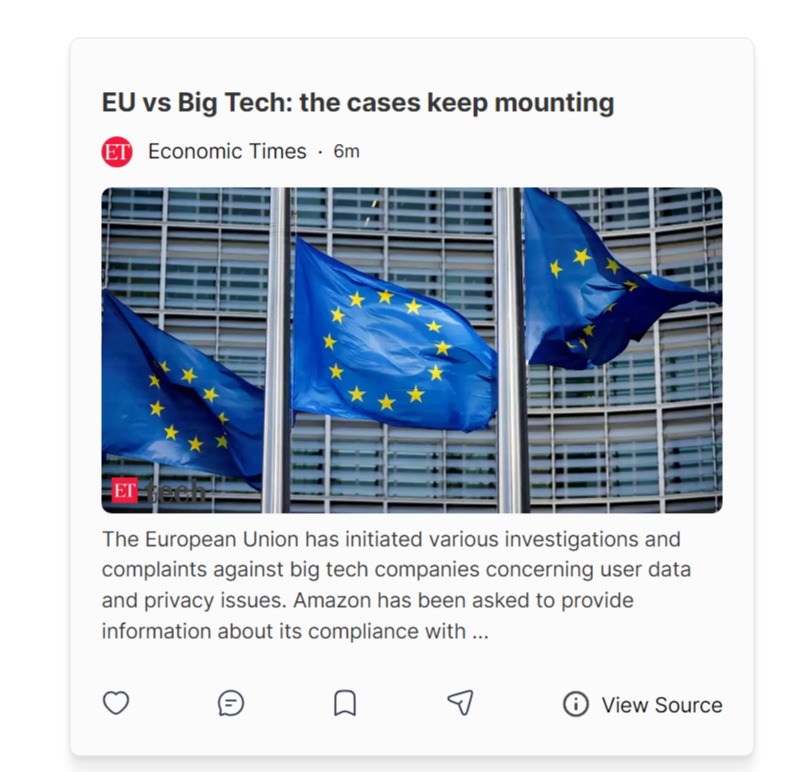 EU vs Big Tech: the cases keep mounting
ET Economic Times · 6m
ET tech
The European Union has initiated various investigations and
complaints against big tech companies concerning user data
and privacy issues. Amazon has been asked to provide
information about its compliance with ...
View Source